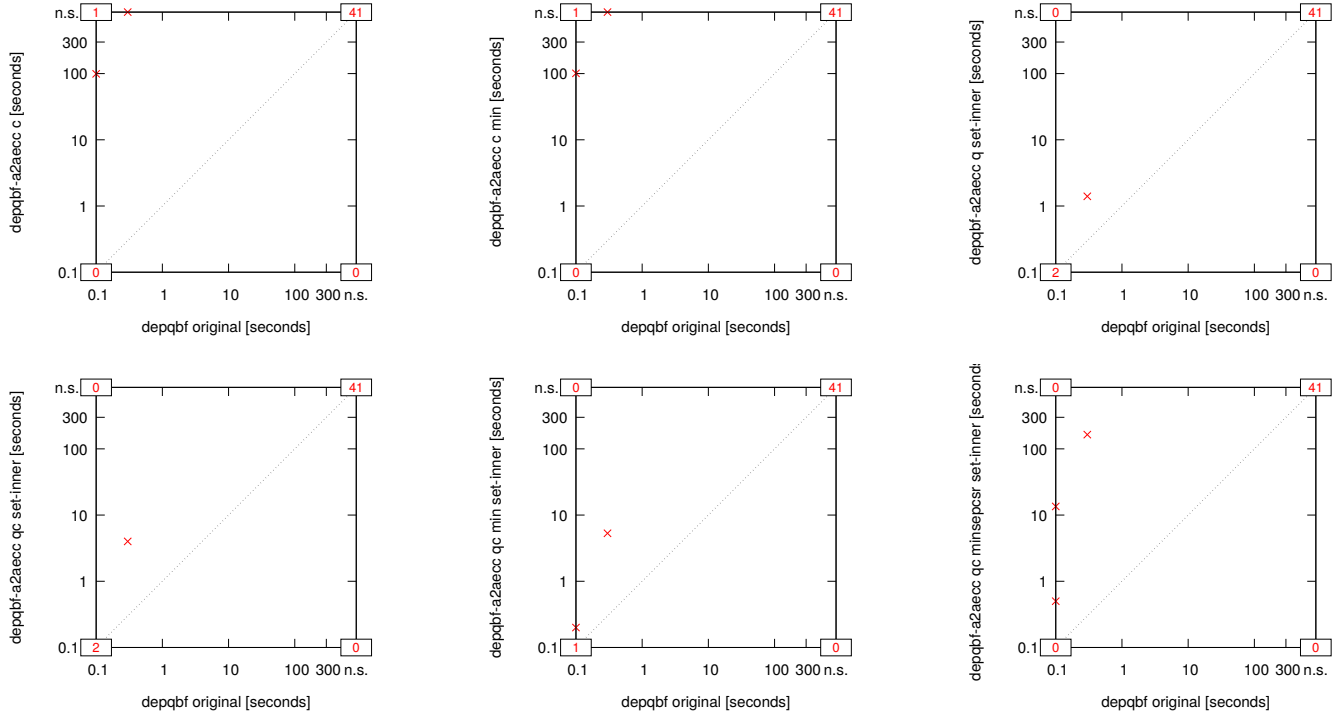 n.s. 1 41
300
100
10
1
0.1 0 0
0.1 1 10 100 300 n.s.
depqbf original [seconds]
depqbf-a2aecc c [seconds]
n.s. 1 41
300
100
10
1
0.1 0 0
0.1 1 10 100 300 n.s.
depqbf original [seconds]
depqbf-a2aecc c min [seconds]
n.s. 0 41
300
100
10
1
0.1 2 0
0.1 1 10 100 300 n.s.
depqbf original [seconds]
depqbf-a2aecc q set-inner [seconds]
n.s. 0 41
300
100
10
1
0.1 2 0
0.1 1 10 100 300 n.s.
depqbf original [seconds]
depqbf-a2aecc qc set-inner [seconds]
n.s. 0 41
300
100
10
1
0.1 1 0
0.1 1 10 100 300 n.s.
depqbf original [seconds]
depqbf-a2aecc qc min set-inner [seconds]
n.s. 0 41
300
100
10
1
0.1 0 0
0.1 1 10 100 300 n.s.
depqbf original [seconds]
depqbf-a2aecc qc minsepcsr set-inner [second